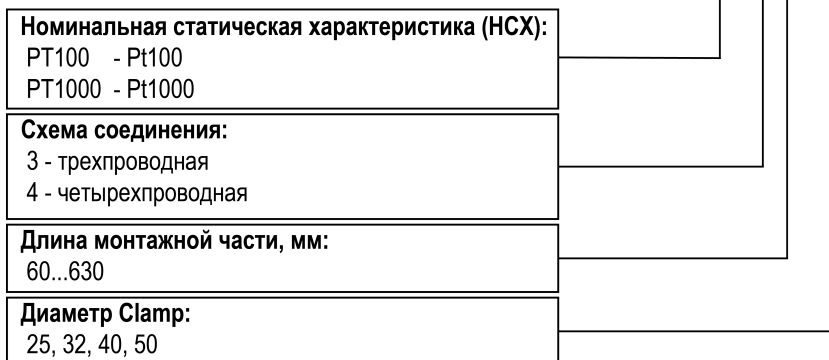 Номинальная статическая характеристика (НСХ):
PT100 - Pt100
PT1000 - Pt1000
Схема соединения:
3 - трехпроводная
4 - четырехпроводная
Длина монтажной части, мм:
60...630
Диаметр Clamp:
25, 32, 40, 50